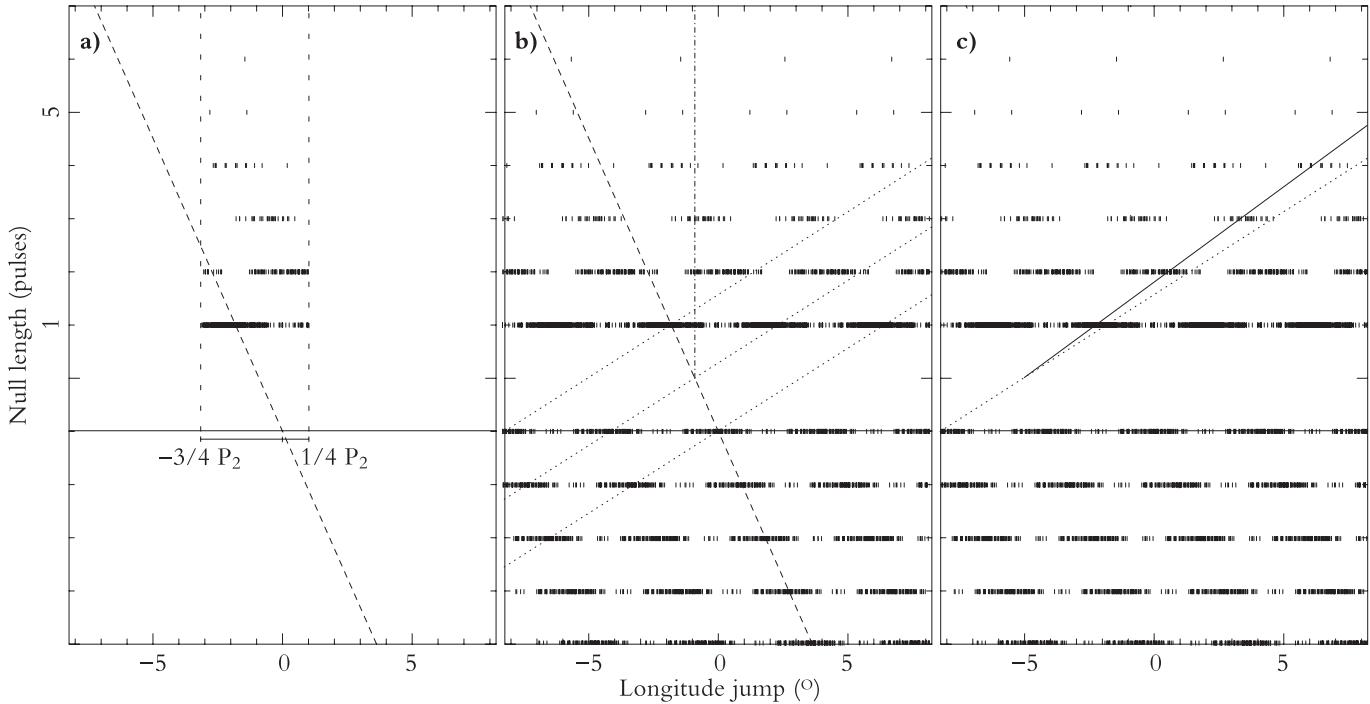 a)
b)
c)
5
1
Null length (pulses)
−3/4 P₂
1/4 P₂
−5
0
5
−5
0
5
−5
0
5
Longitude jump (°)